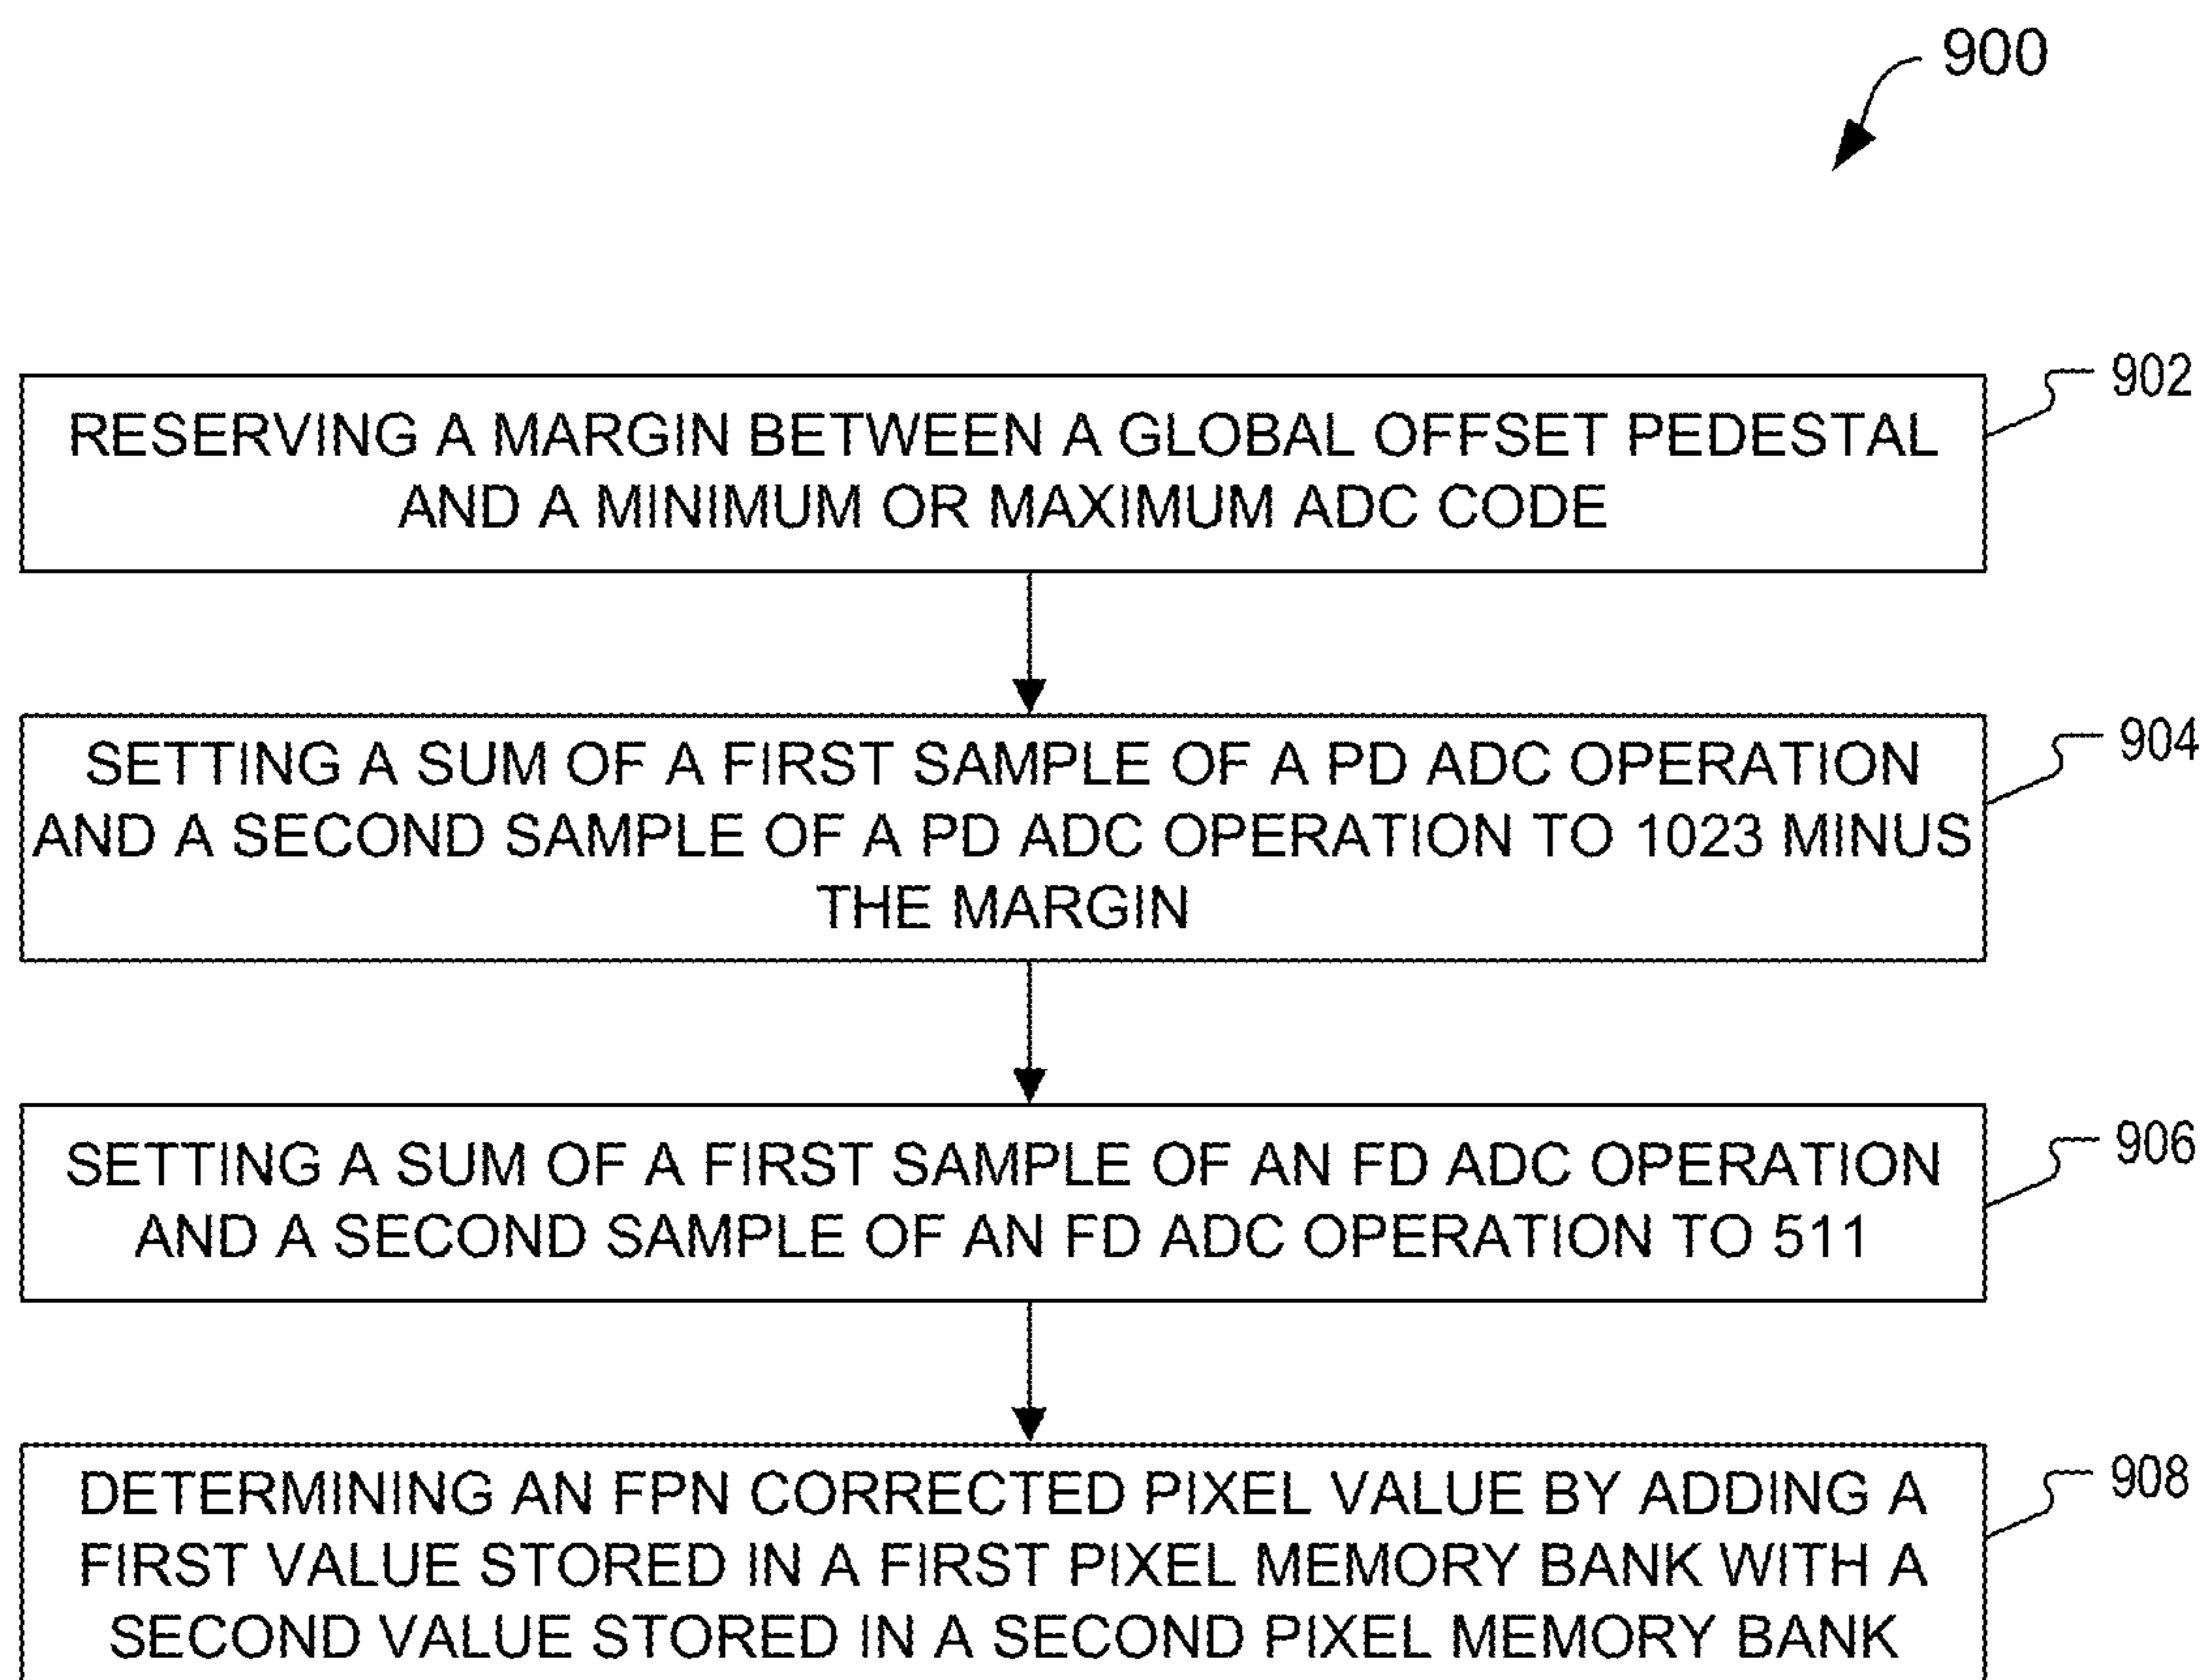 900
902
RESERVING A MARGIN BETWEEN A GLOBAL OFFSET PEDESTAL
AND A MINIMUM OR MAXIMUM ADC CODE
904
SETTING A SUM OF A FIRST SAMPLE OF A PD ADC OPERATION
AND A SECOND SAMPLE OF A PD ADC OPERATION TO 1023 MINUS
THE MARGIN
906
SETTING A SUM OF A FIRST SAMPLE OF AN FD ADC OPERATION
AND A SECOND SAMPLE OF AN FD ADC OPERATION TO 511
908
DETERMINING AN FPN CORRECTED PIXEL VALUE BY ADDING A
FIRST VALUE STORED IN A FIRST PIXEL MEMORY BANK WITH A
SECOND VALUE STORED IN A SECOND PIXEL MEMORY BANK